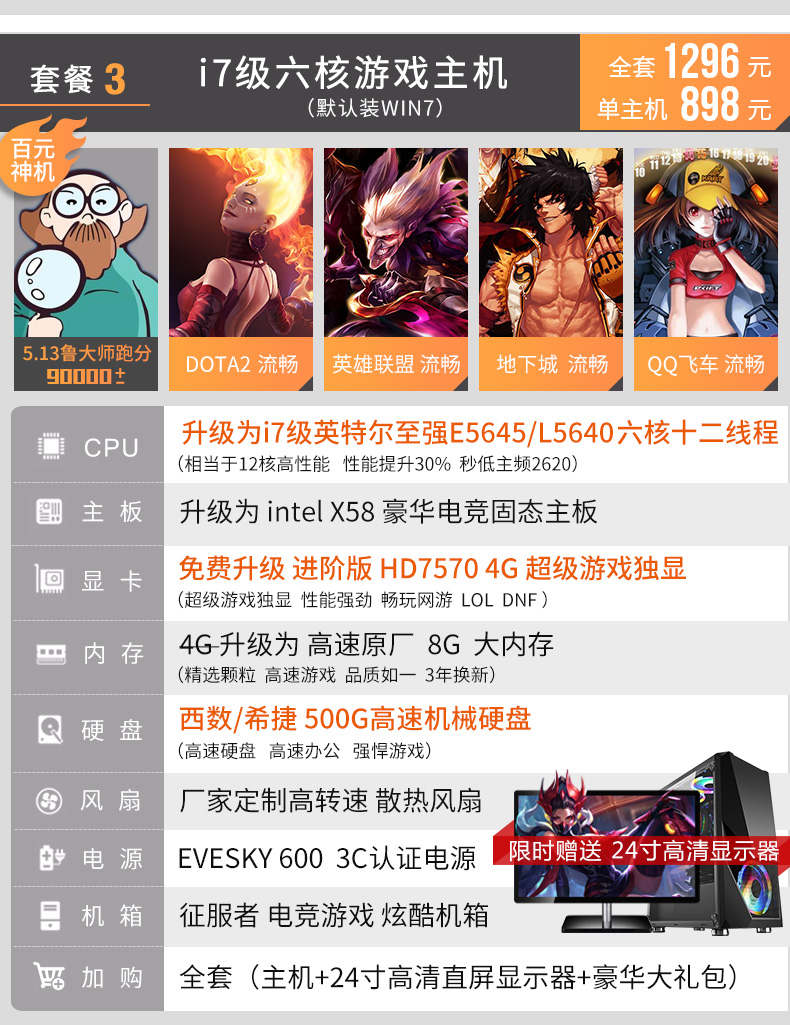 套餐 3
i7级六核游戏主机
（默认装WIN7）
全套 1296 元
单主机 898 元
百元
神机
10 11 12 13 14 15 16 17 18 19 20
5.13鲁大师跑分
90000±
DOTA2 流畅
英雄联盟 流畅
地下城 流畅
QQ飞车 流畅
CPU
升级为i7级英特尔至强E5645/L5640六核十二线程
（相当于12核高性能 性能提升30% 秒低主频2620）
主 板
升级为 intel X58 豪华电竞固态主板
显 卡
免费升级 进阶版 HD7570 4G 超级游戏独显
（超级游戏独显 性能强劲 畅玩网游 LOL DNF ）
内 存
4G 升级为 高速原厂 8G 大内存
（精选颗粒 高速游戏 品质如一 3年换新）
硬 盘
西数/希捷 500G高速机械硬盘
（高速硬盘 高速办公 强悍游戏）
风 扇
厂家定制高转速 散热风扇
电 源
EVESKY 600 3C认证电源
限时赠送 24寸高清显示器
机 箱
征服者 电竞游戏 炫酷机箱
加 购
全套（主机+24寸高清直屏显示器+豪华大礼包）